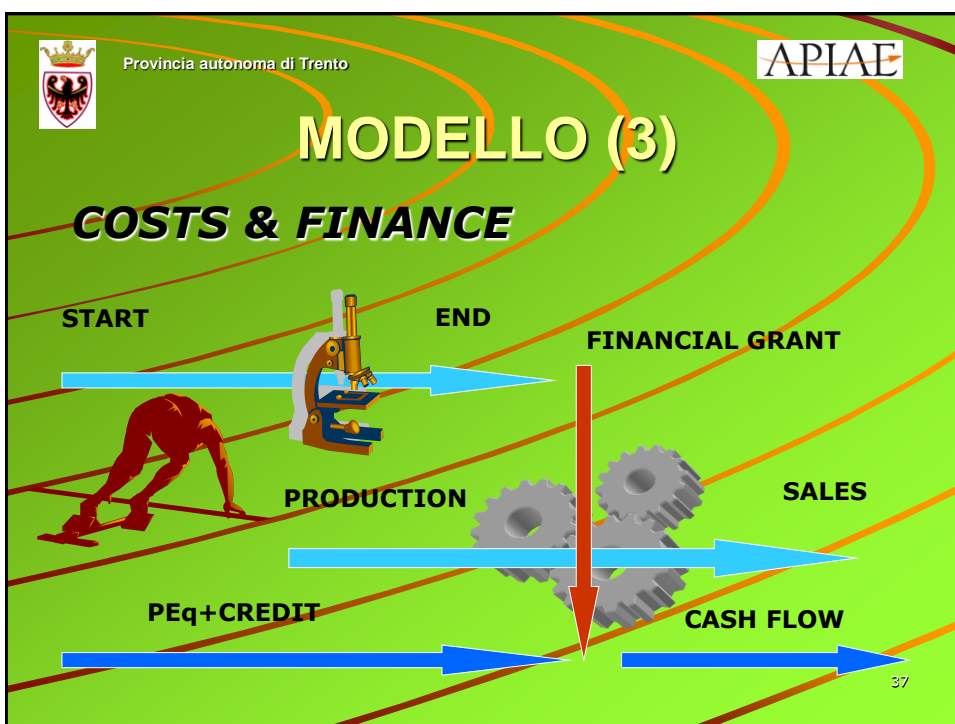 Provincia autonoma di Trento
APIAE
MODELLO (3)
COSTS & FINANCE
START
END
FINANCIAL GRANT
PRODUCTION
SALES
PEq+CREDIT
CASH FLOW
37